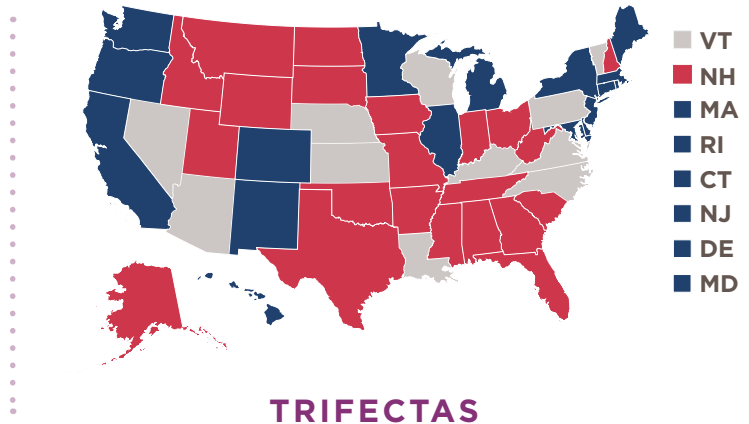 VT
NH
MA
RI
CT
NJ
DE
MD
TRIFECTAS